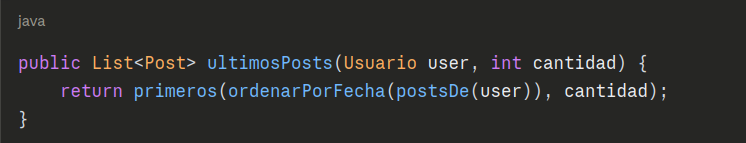 java
public List<Post> ultimosPosts(Usuario user, int cantidad) {
    return primeros(ordenarPorFecha(postsDe(user)), cantidad);
}